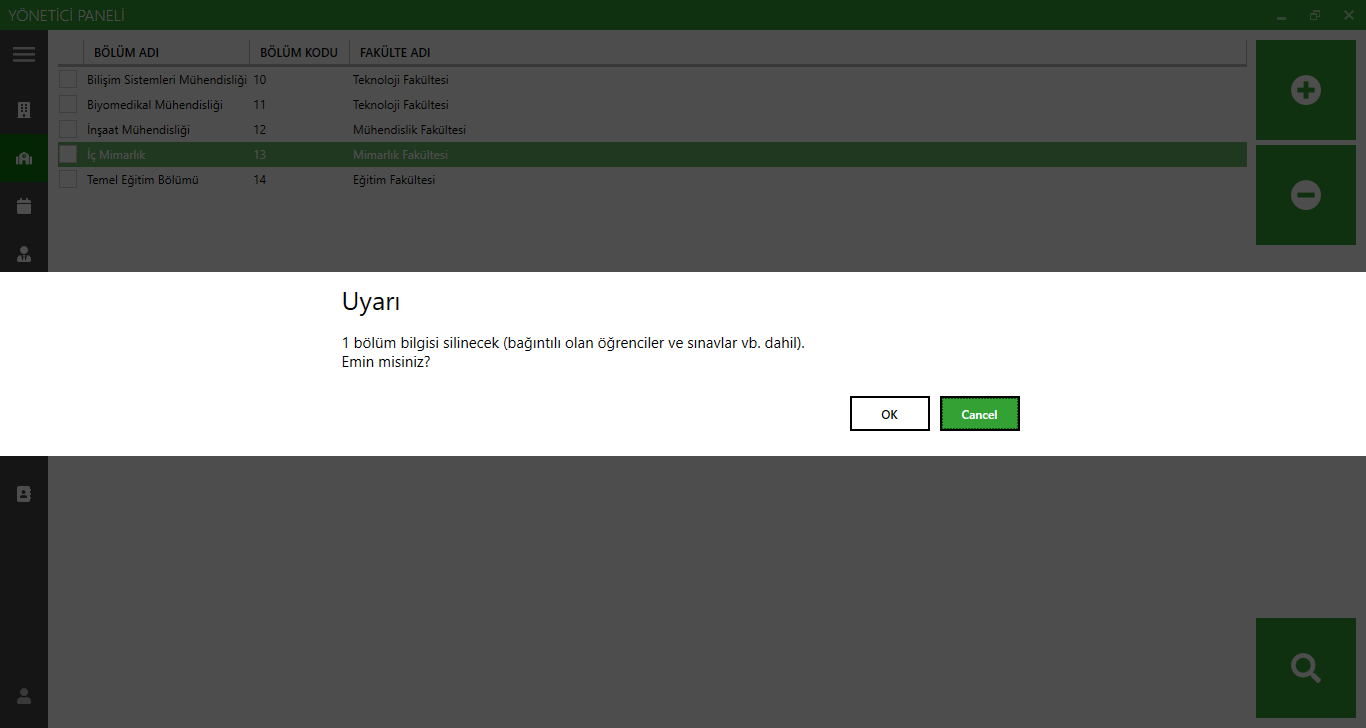 YÖNETİCİ PANELİ
BÖLÜM ADI BÖLÜM KODU FAKÜLTE ADI
Bilişim Sistemleri Mühendisliği 10 Teknoloji Fakültesi
Biyomedikal Mühendisliği 11 Teknoloji Fakültesi
İnşaat Mühendisliği 12 Mühendislik Fakültesi
İç Mimarlık 13 Mimarlık Fakültesi
Temel Eğitim Bölümü 14 Eğitim Fakültesi
Uyarı
1 bölüm bilgisi silinecek (bağıntılı olan öğrenciler ve sınavlar vb. dahil).
Emin misiniz?
OK Cancel